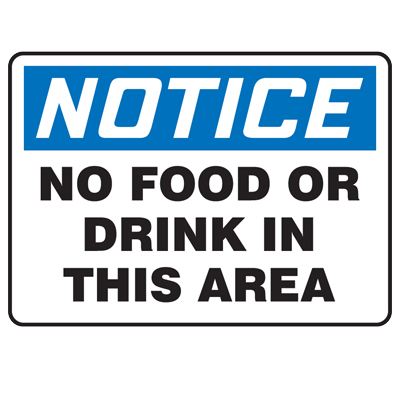 NOTICE
NO FOOD OR
DRINK IN
THIS AREA